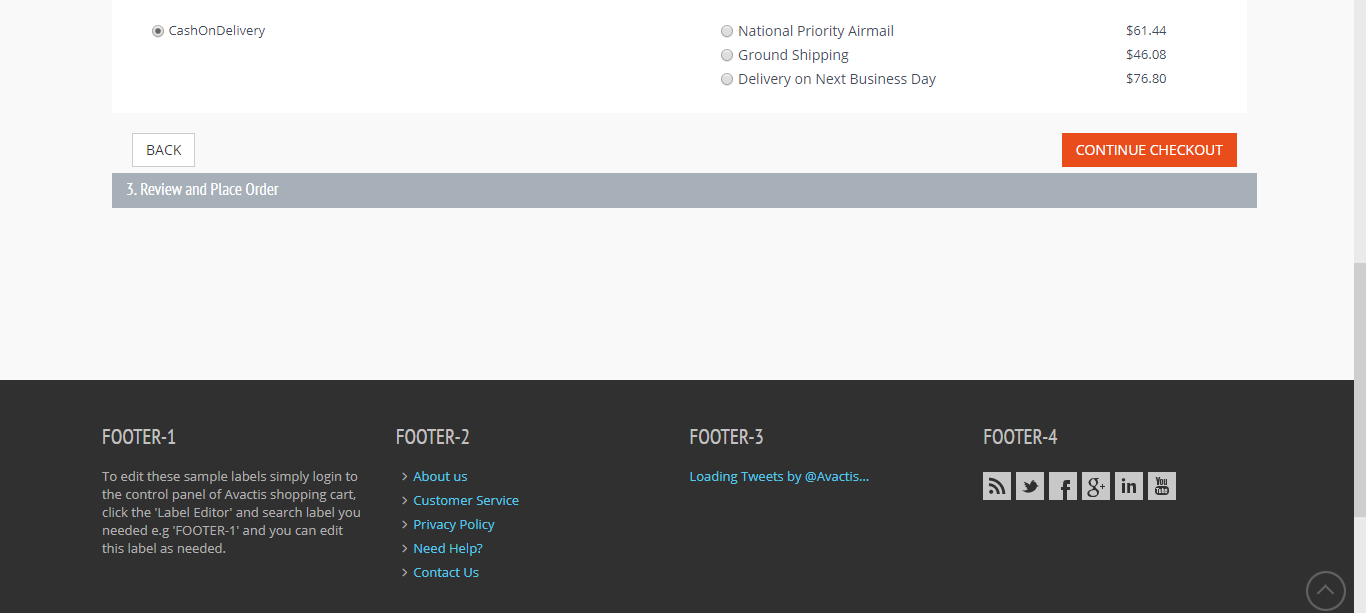 CashOnDelivery
National Priority Airmail $61.44
Ground Shipping $46.08
Delivery on Next Business Day $76.80
BACK
CONTINUE CHECKOUT
3. Review and Place Order
FOOTER-1
To edit these sample labels simply login to
the control panel of Avactis shopping cart,
click the 'Label Editor' and search label you
needed e.g 'FOOTER-1' and you can edit
this label as needed.
FOOTER-2
About us
Customer Service
Privacy Policy
Need Help?
Contact Us
FOOTER-3
Loading Tweets by @Avactis...
FOOTER-4
g+
in
You
Tube